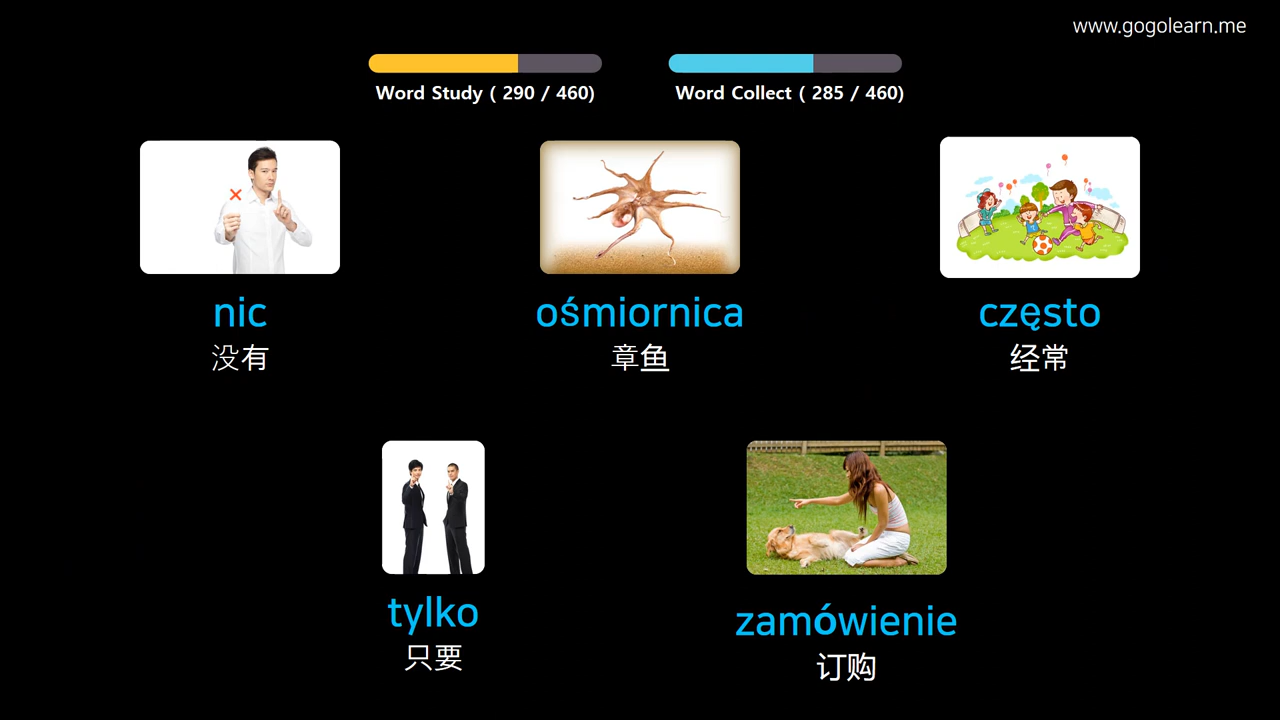 www.gogolearn.me
Word Study ( 290 / 460)
Word Collect ( 285 / 460)
nic
没有
ośmiornica
章鱼
często
经常
tylko
只要
zamówienie
订购